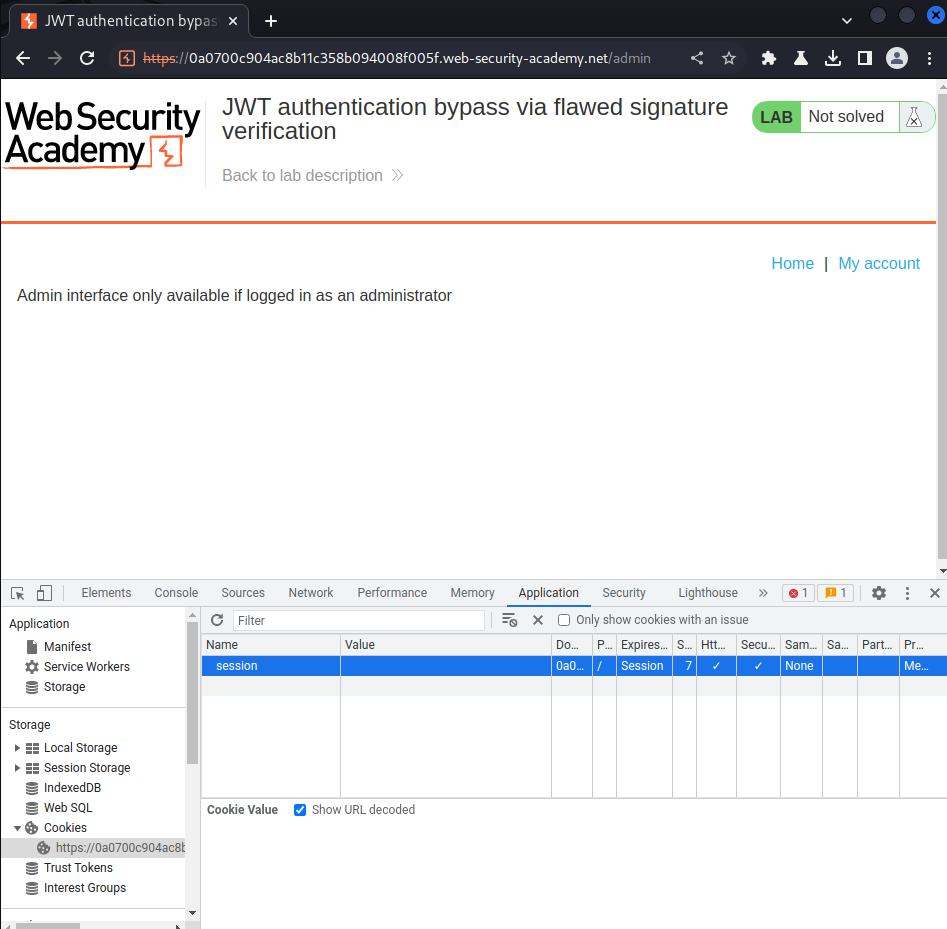 JWT authentication bypas
https://0a0700c904ac8b11c358b094008f005f.web-security-academy.net/admin
Web Security
Academy
JWT authentication bypass via flawed signature
verification
Back to lab description
LAB Not solved
Home | My account
Admin interface only available if logged in as an administrator
Elements Console Sources Network Performance Memory Application Security Lighthouse 1 1
Application
Manifest
Service Workers
Storage
Storage
Local Storage
Session Storage
IndexedDB
Web SQL
Cookies
https://0a0700c904ac8b
Trust Tokens
Interest Groups
Filter Only show cookies with an issue
Name Value Do... P... Expires... S... Htt... Secu... Sam... Sa... Part... Pr...
session 0a0... / Session 7 ✓ ✓ None Me...
Cookie Value Show URL decoded